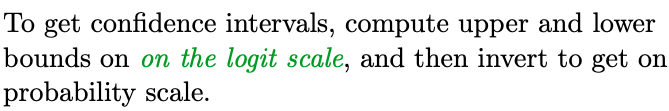 To get confidence intervals, compute upper and lower
bounds on on the logit scale, and then invert to get on
probability scale.